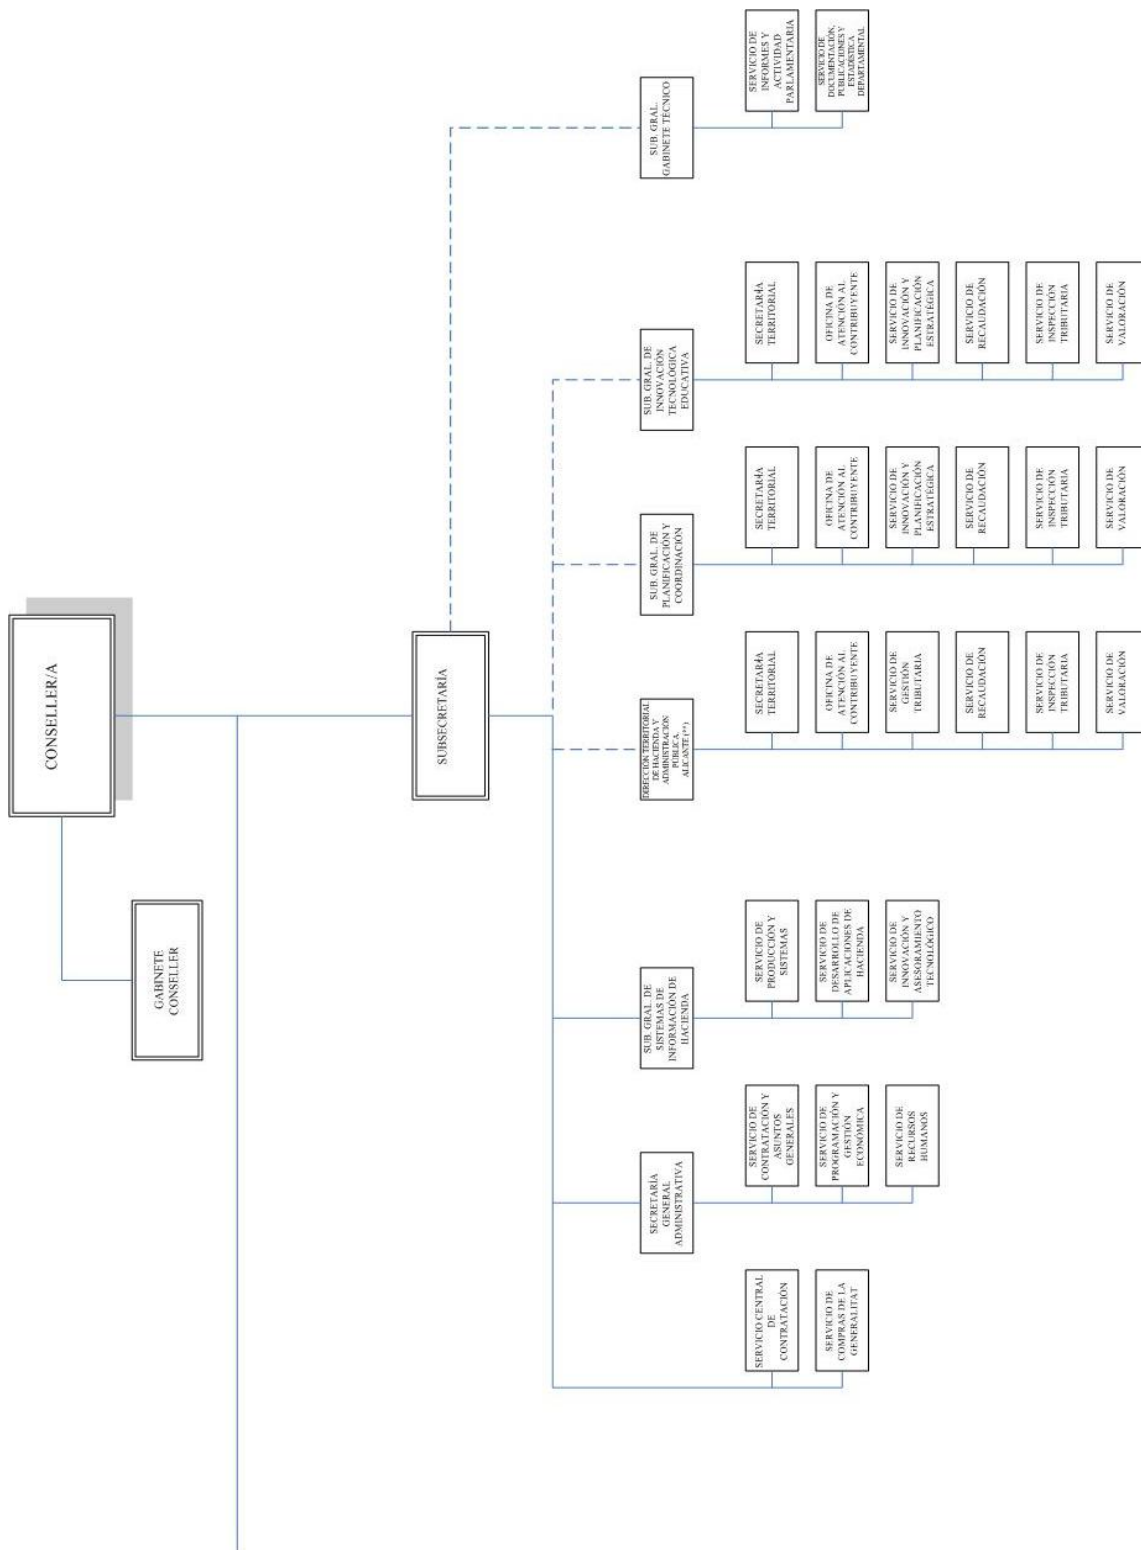 CONSELLER/A
GABINETE
CONSELLER
SUBSECRETARÍA
SERVICIO CENTRAL
DE
CONTRATACIÓN
SERVICIO DE
COMPRAS DE LA
GENERALITAT
SECRETARÍA
GENERAL
ADMINISTRATIVA
SERVICIO DE
CONTRATACIÓN Y
ASUNTOS
GENERALES
SERVICIO DE
PROGRAMACIÓN Y
GESTIÓN
ECONÓMICA
SERVICIO DE
RECURSOS
HUMANOS
SUB. GRAL. DE
SISTEMAS DE
INFORMACIÓN DE
HACIENDA
SERVICIO DE
PRODUCCIÓN Y
SISTEMAS
SERVICIO DE
DESARROLLO DE
APLICACIONES DE
HACIENDA
SERVICIO DE
INNOVACIÓN Y
ASESORAMIENTO
TECNOLÓGICO
DIRECCIÓN TERRITORIAL
DE HACIENDA Y
ADMINISTRACIÓN
PÚBLICA.
ALICANTE (**)
SECRETARÍA
TERRITORIAL
OFICINA DE
ATENCIÓN AL
CONTRIBUYENTE
SERVICIO DE
GESTIÓN
TRIBUTARIA
SERVICIO DE
RECAUDACIÓN
SERVICIO DE
INSPECCIÓN
TRIBUTARIA
SERVICIO DE
VALORACIÓN
SUB. GRAL. DE
PLANIFICACIÓN Y
COORDINACIÓN
SECRETARÍA
TERRITORIAL
OFICINA DE
ATENCIÓN AL
CONTRIBUYENTE
SERVICIO DE
INNOVACIÓN Y
PLANIFICACIÓN
ESTRATÉGICA
SERVICIO DE
RECAUDACIÓN
SERVICIO DE
INSPECCIÓN
TRIBUTARIA
SERVICIO DE
VALORACIÓN
SUB. GRAL. DE
INNOVACIÓN
TECNOLÓGICA
EDUCATIVA
SECRETARÍA
TERRITORIAL
OFICINA DE
ATENCIÓN AL
CONTRIBUYENTE
SERVICIO DE
INNOVACIÓN Y
PLANIFICACIÓN
ESTRATÉGICA
SERVICIO DE
RECAUDACIÓN
SERVICIO DE
INSPECCIÓN
TRIBUTARIA
SERVICIO DE
VALORACIÓN
SUB. GRAL.
GABINETE TÉCNICO
SERVICIO DE
INFORMES Y
ACTIVIDAD
PARLAMENTARIA
SERVICIO DE
DOCUMENTACIÓN,
PUBLICACIONES Y
ESTADÍSTICA
DEPARTAMENTAL